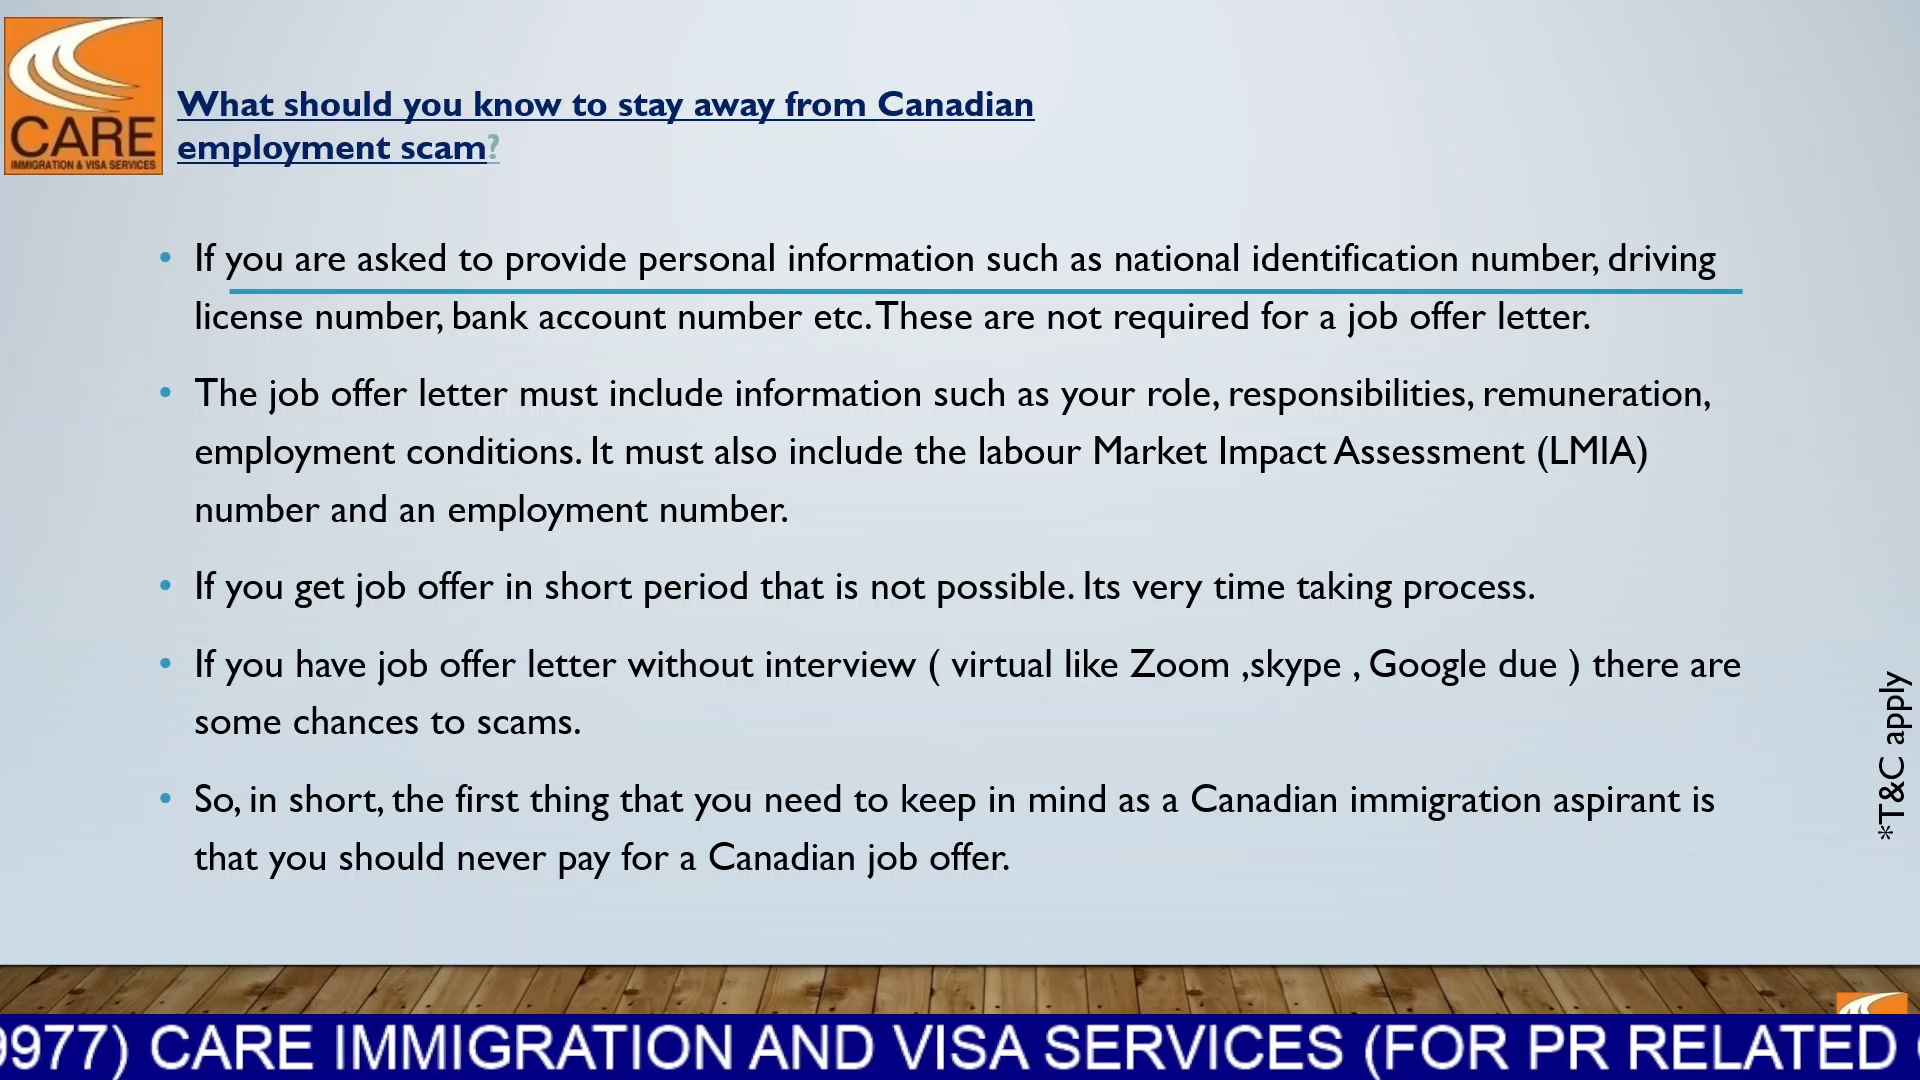 CARE
IMMIGRATION & VISA SERVICES
What should you know to stay away from Canadian
employment scam?
• If you are asked to provide personal information such as national identification number, driving
license number, bank account number etc. These are not required for a job offer letter.
• The job offer letter must include information such as your role, responsibilities, remuneration,
employment conditions. It must also include the labour Market Impact Assessment (LMIA)
number and an employment number.
• If you get job offer in short period that is not possible. Its very time taking process.
• If you have job offer letter without interview ( virtual like Zoom ,skype , Google due ) there are
some chances to scams.
• So, in short, the first thing that you need to keep in mind as a Canadian immigration aspirant is
that you should never pay for a Canadian job offer.
*T&C apply
9977) CARE IMMIGRATION AND VISA SERVICES (FOR PR RELATED